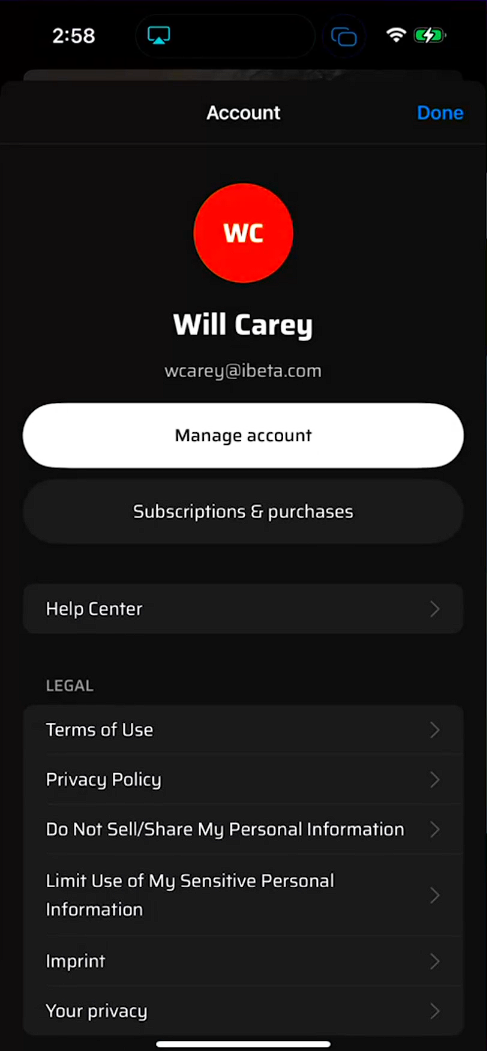 2:58
Account
Done
WC
Will Carey
wcarey@ibeta.com
Manage account
Subscriptions & purchases
Help Center
LEGAL
Terms of Use
Privacy Policy
Do Not Sell/Share My Personal Information
Limit Use of My Sensitive Personal
Information
Imprint
Your privacy